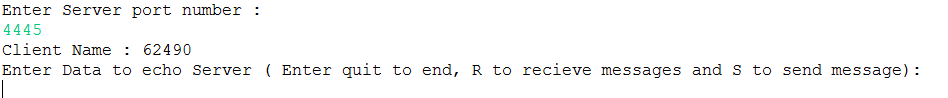 Enter Server port number :
4445
Client Name : 62490
Enter Data to echo Server ( Enter quit to end, R to recieve messages and S to send message):